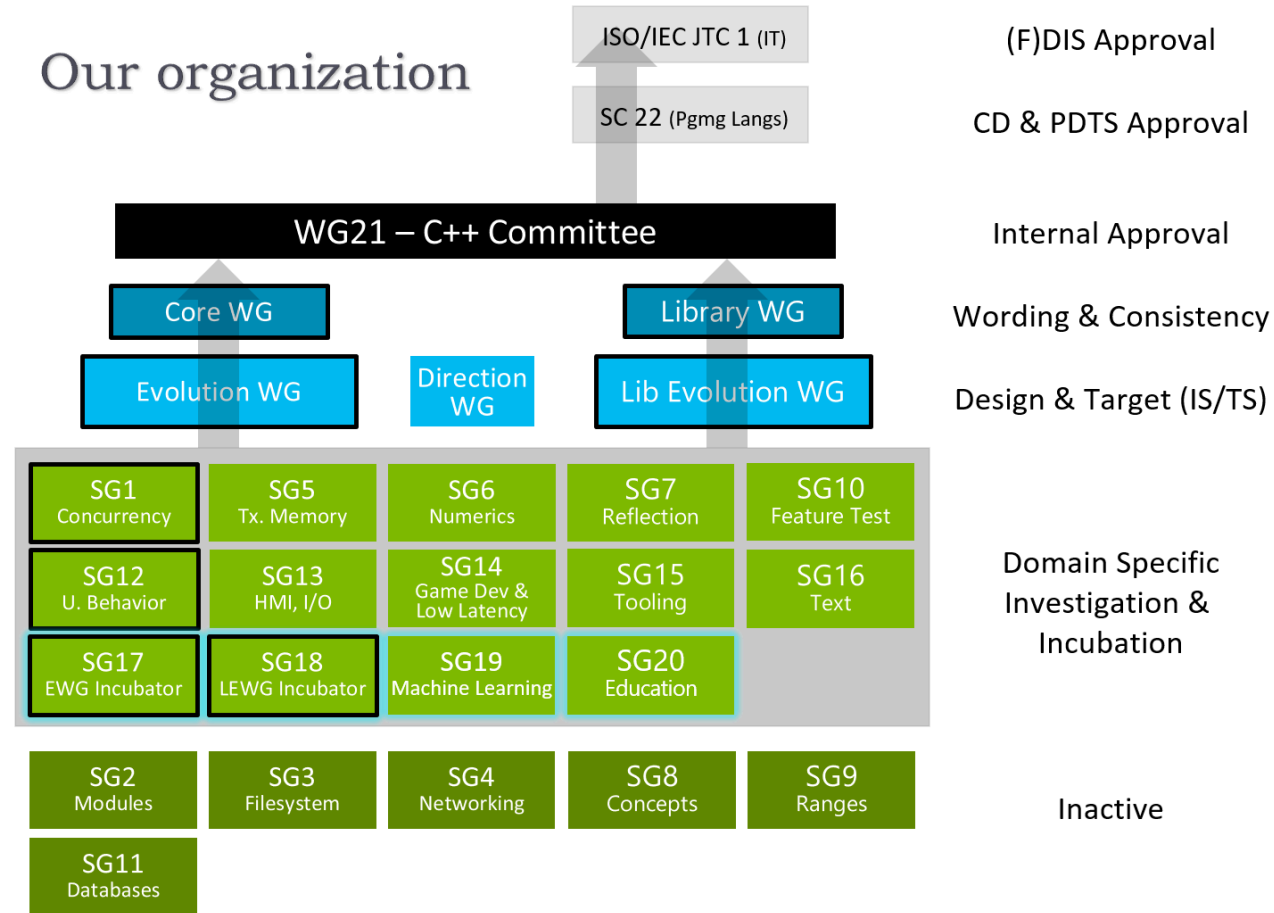 Our organization
ISO/IEC JTC 1 (IT)
(F)DIS Approval
SC 22 (Pgmg Langs)
CD & PDTS Approval
WG21 – C++ Committee
Internal Approval
Core WG
Library WG
Wording & Consistency
Evolution WG
Direction
WG
Lib Evolution WG
Design & Target (IS/TS)
SG1
Concurrency
SG5
Tx. Memory
SG6
Numerics
SG7
Reflection
SG10
Feature Test
SG12
U. Behavior
SG13
HMI, I/O
SG14
Game Dev &
Low Latency
SG15
Tooling
SG16
Text
Domain Specific
Investigation &
Incubation
SG17
EWG Incubator
SG18
LEWG Incubator
SG19
Machine Learning
SG20
Education
SG2
Modules
SG3
Filesystem
SG4
Networking
SG8
Concepts
SG9
Ranges
Inactive
SG11
Databases